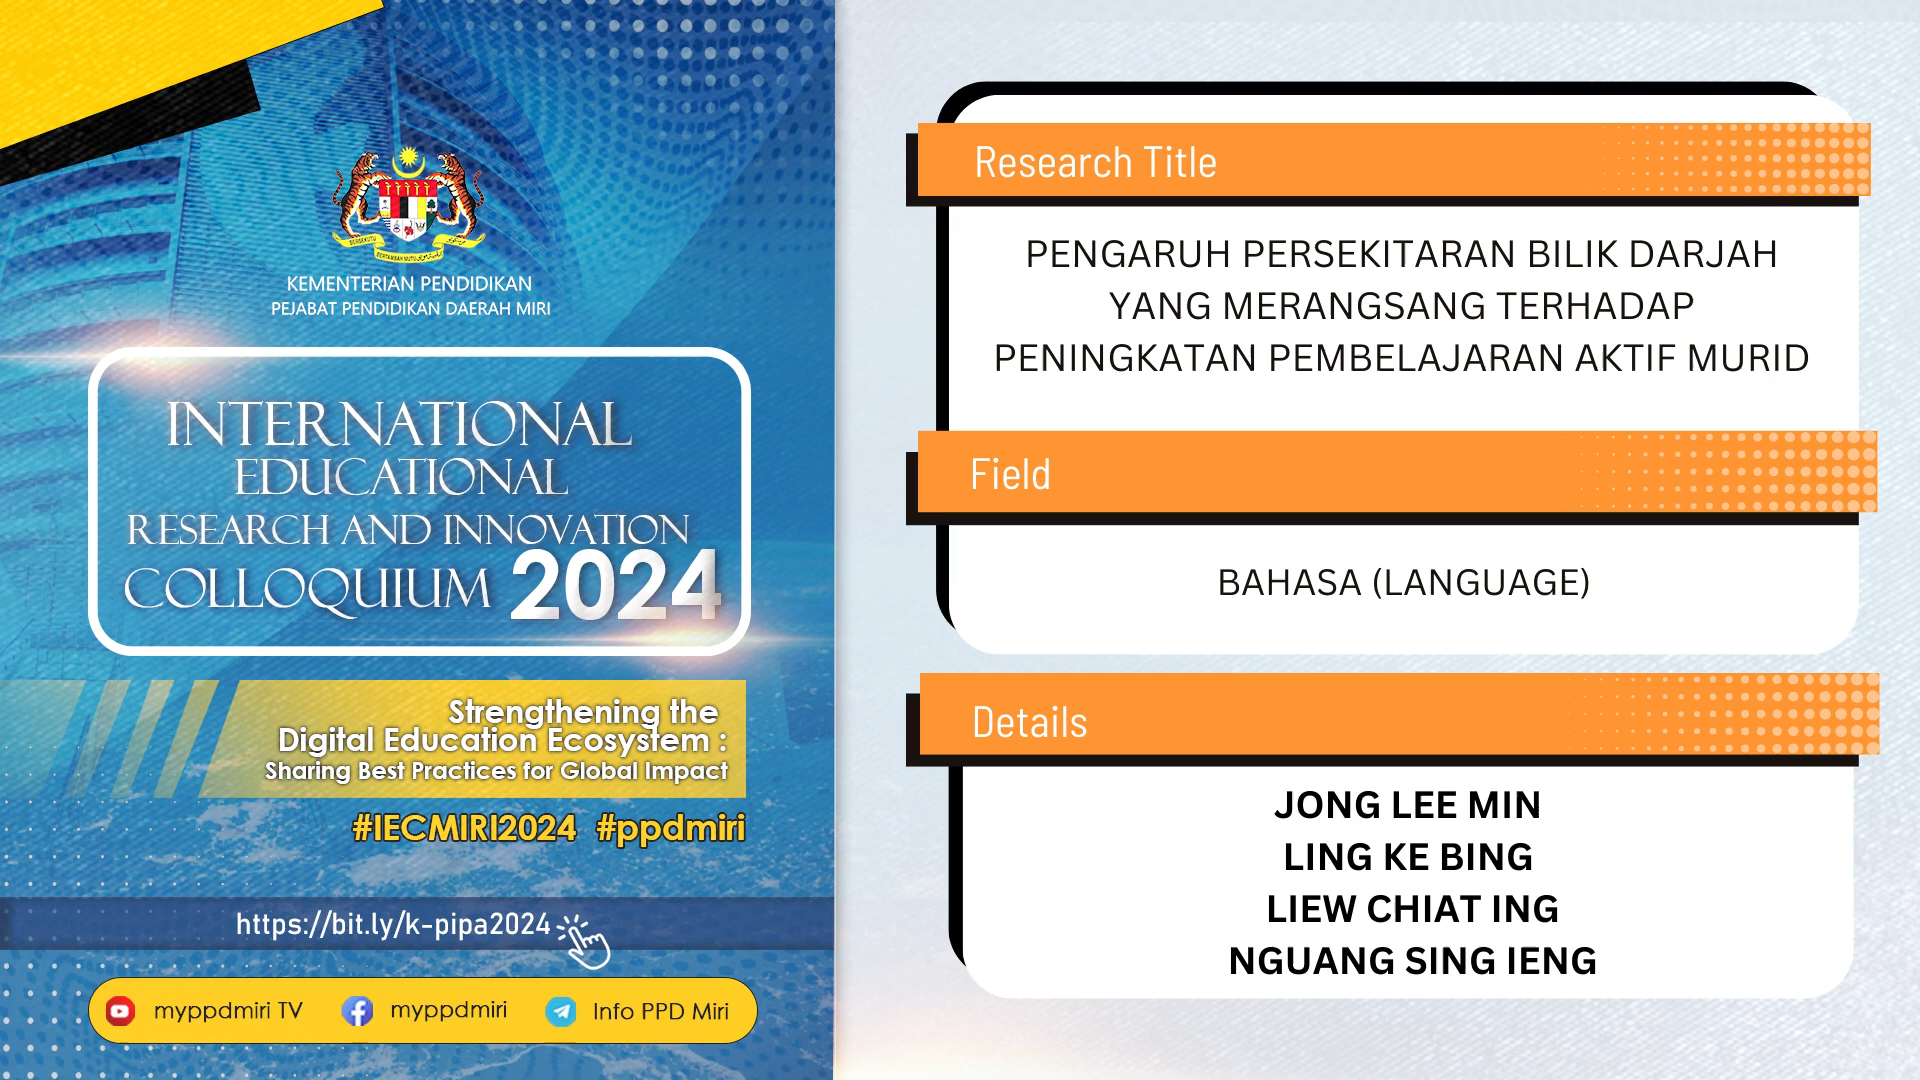 BERSEKUTU
BERTAMBAH MUTU
KEMENTERIAN PENDIDIKAN
PEJABAT PENDIDIKAN DAERAH MIRI
INTERNATIONAL
EDUCATIONAL
RESEARCH AND INNOVATION
COLLOQUIUM 2024
Strengthening the
Digital Education Ecosystem :
Sharing Best Practices for Global Impact
#IECMIRI2024 #ppdmiri
https://bit.ly/k-pipa2024
myppdmiri TV myppdmiri Info PPD Miri
Research Title
PENGARUH PERSEKITARAN BILIK DARJAH
YANG MERANGSANG TERHADAP
PENINGKATAN PEMBELAJARAN AKTIF MURID
Field
BAHASA (LANGUAGE)
Details
JONG LEE MIN
LING KE BING
LIEW CHIAT ING
NGUANG SING IENG